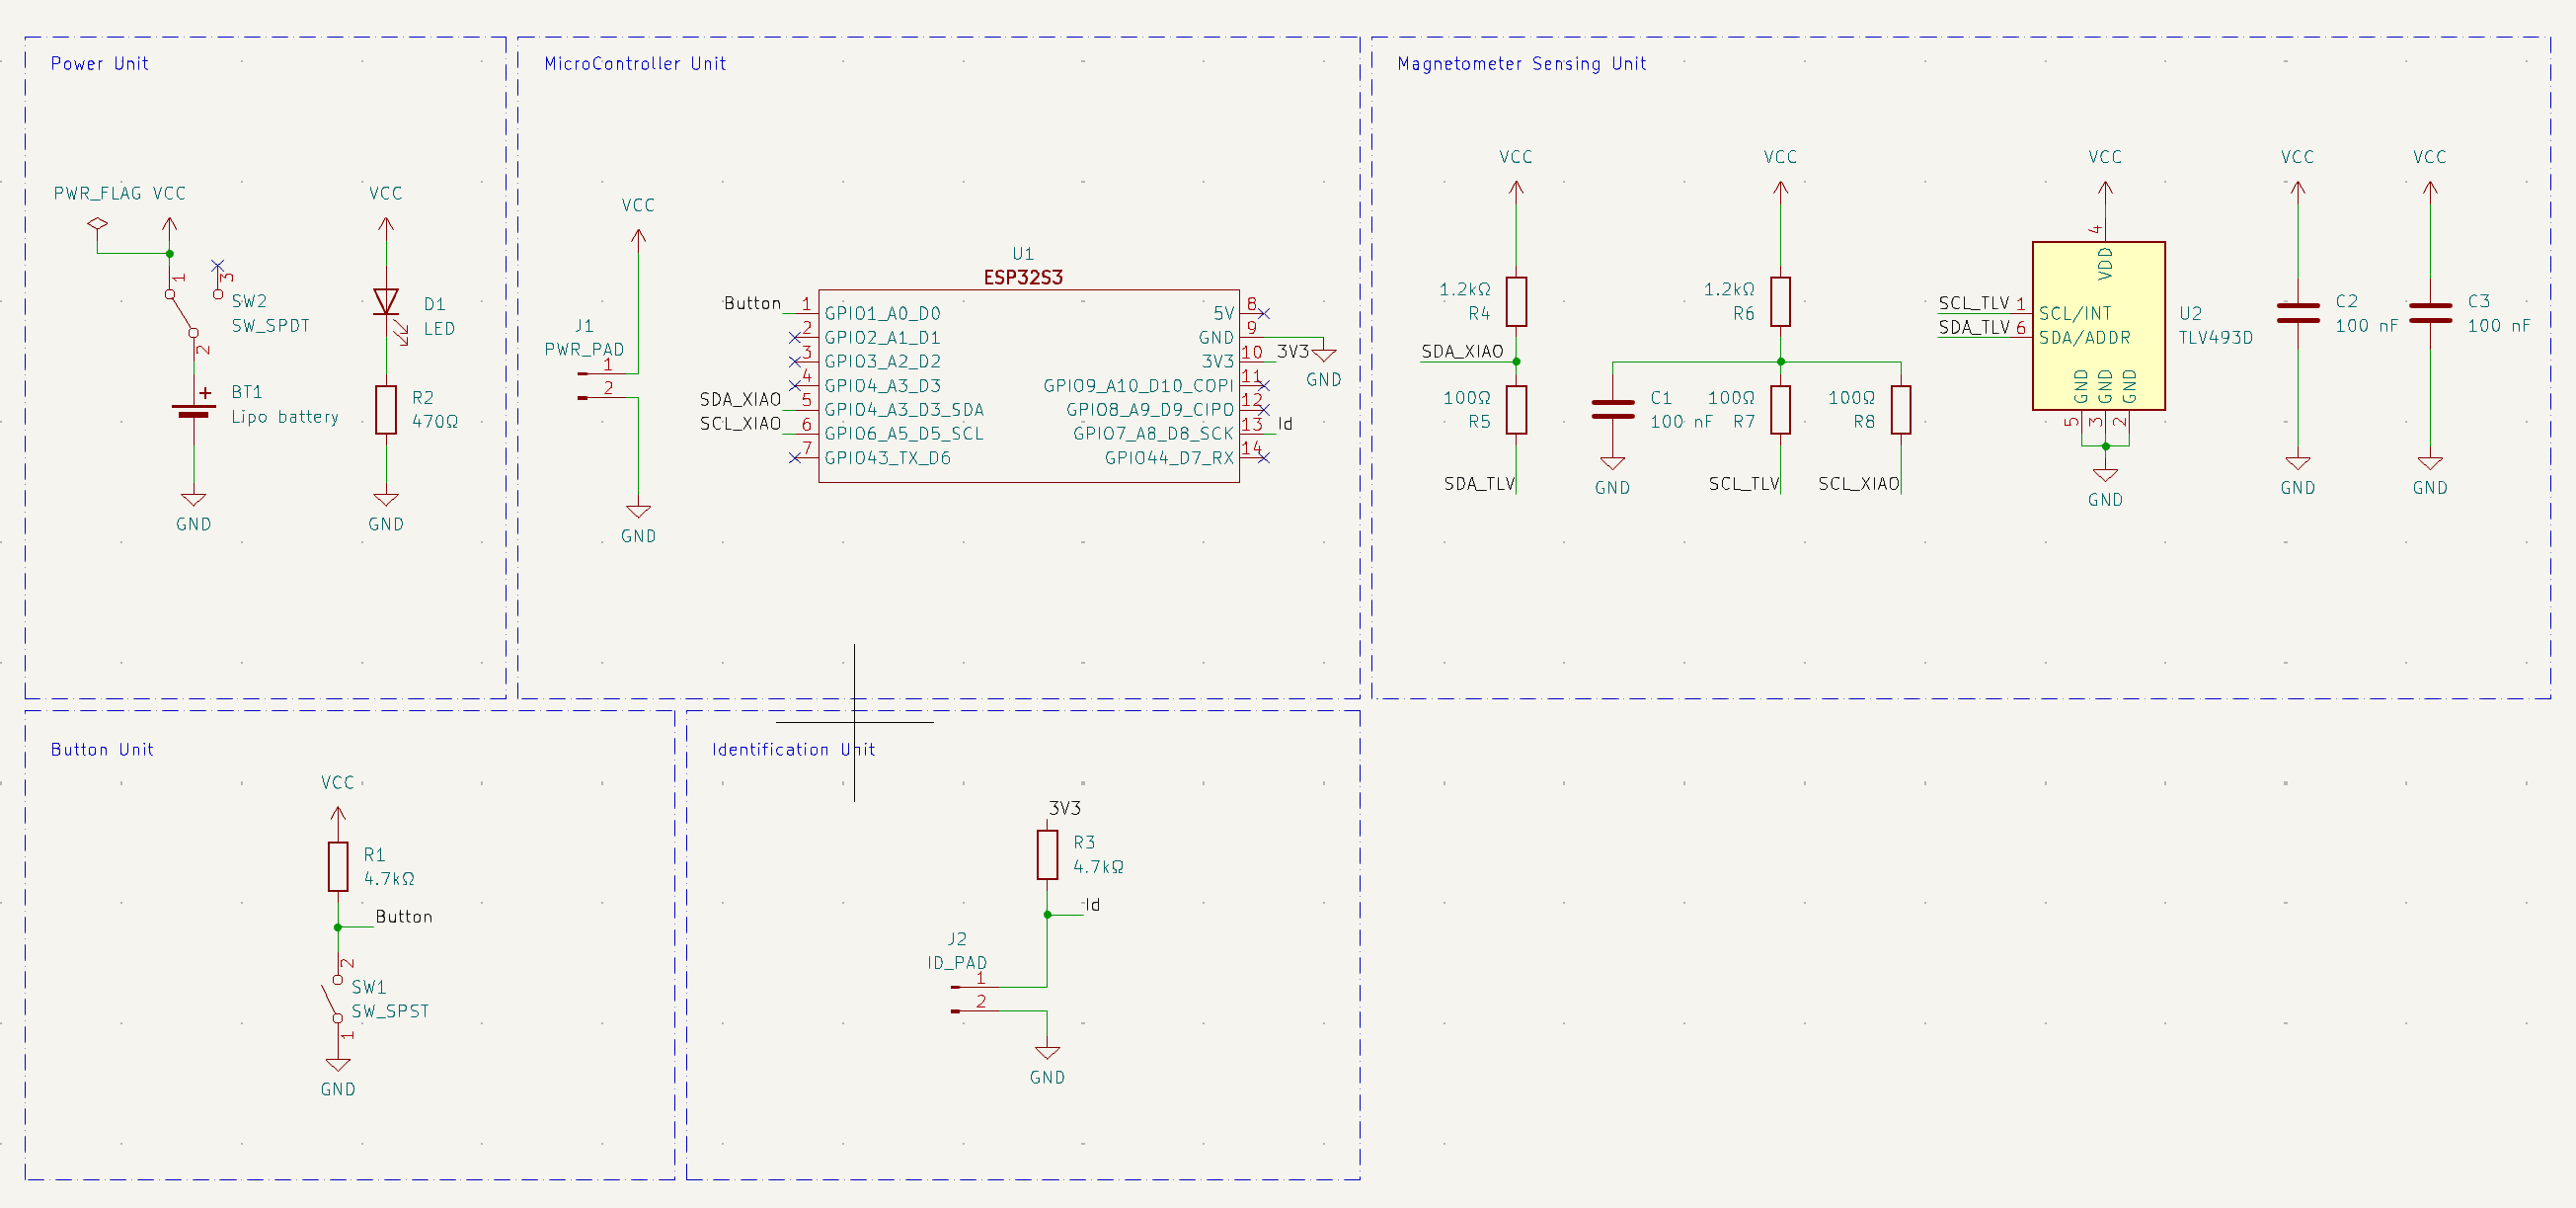 Power Unit
PWR_FLAG VCC
1
3
SW2
SW_SPDT
2
+
BT1
Lipo battery
GND
VCC
D1
LED
R2
470Ω
GND
MicroController Unit
VCC
J1
PWR_PAD
1
2
GND
U1
ESP32S3
Button 1 GPIO1_A0_D0
2 GPIO2_A1_D1
3 GPIO3_A2_D2
4 GPIO4_A3_D3
SDA_XIAO 5 GPIO4_A3_D3_SDA
SCL_XIAO 6 GPIO6_A5_D5_SCL
7 GPIO43_TX_D6
5V 8
GND 9
3V3 10 3V3
GPIO9_A10_D10_COPI 11
GPIO8_A9_D9_CIPO 12
GPIO7_A8_D8_SCK 13 Id
GPIO44_D7_RX 14
GND
Magnetometer Sensing Unit
VCC
1.2kΩ
R4
SDA_XIAO
100Ω
R5
SDA_TLV
VCC
1.2kΩ
R6
C1
100 nF
GND
100Ω
R7
SCL_TLV
100Ω
R8
SCL_XIAO
VCC
4
VDD
SCL_TLV 1 SCL/INT
SDA_TLV 6 SDA/ADDR
U2
TLV493D
GND GND GND
5 3 2
GND
VCC
C2
100 nF
GND
VCC
C3
100 nF
GND
Button Unit
VCC
R1
4.7kΩ
Button
2
SW1
SW_SPST
1
GND
Identification Unit
3V3
R3
4.7kΩ
Id
J2
ID_PAD
1
2
GND